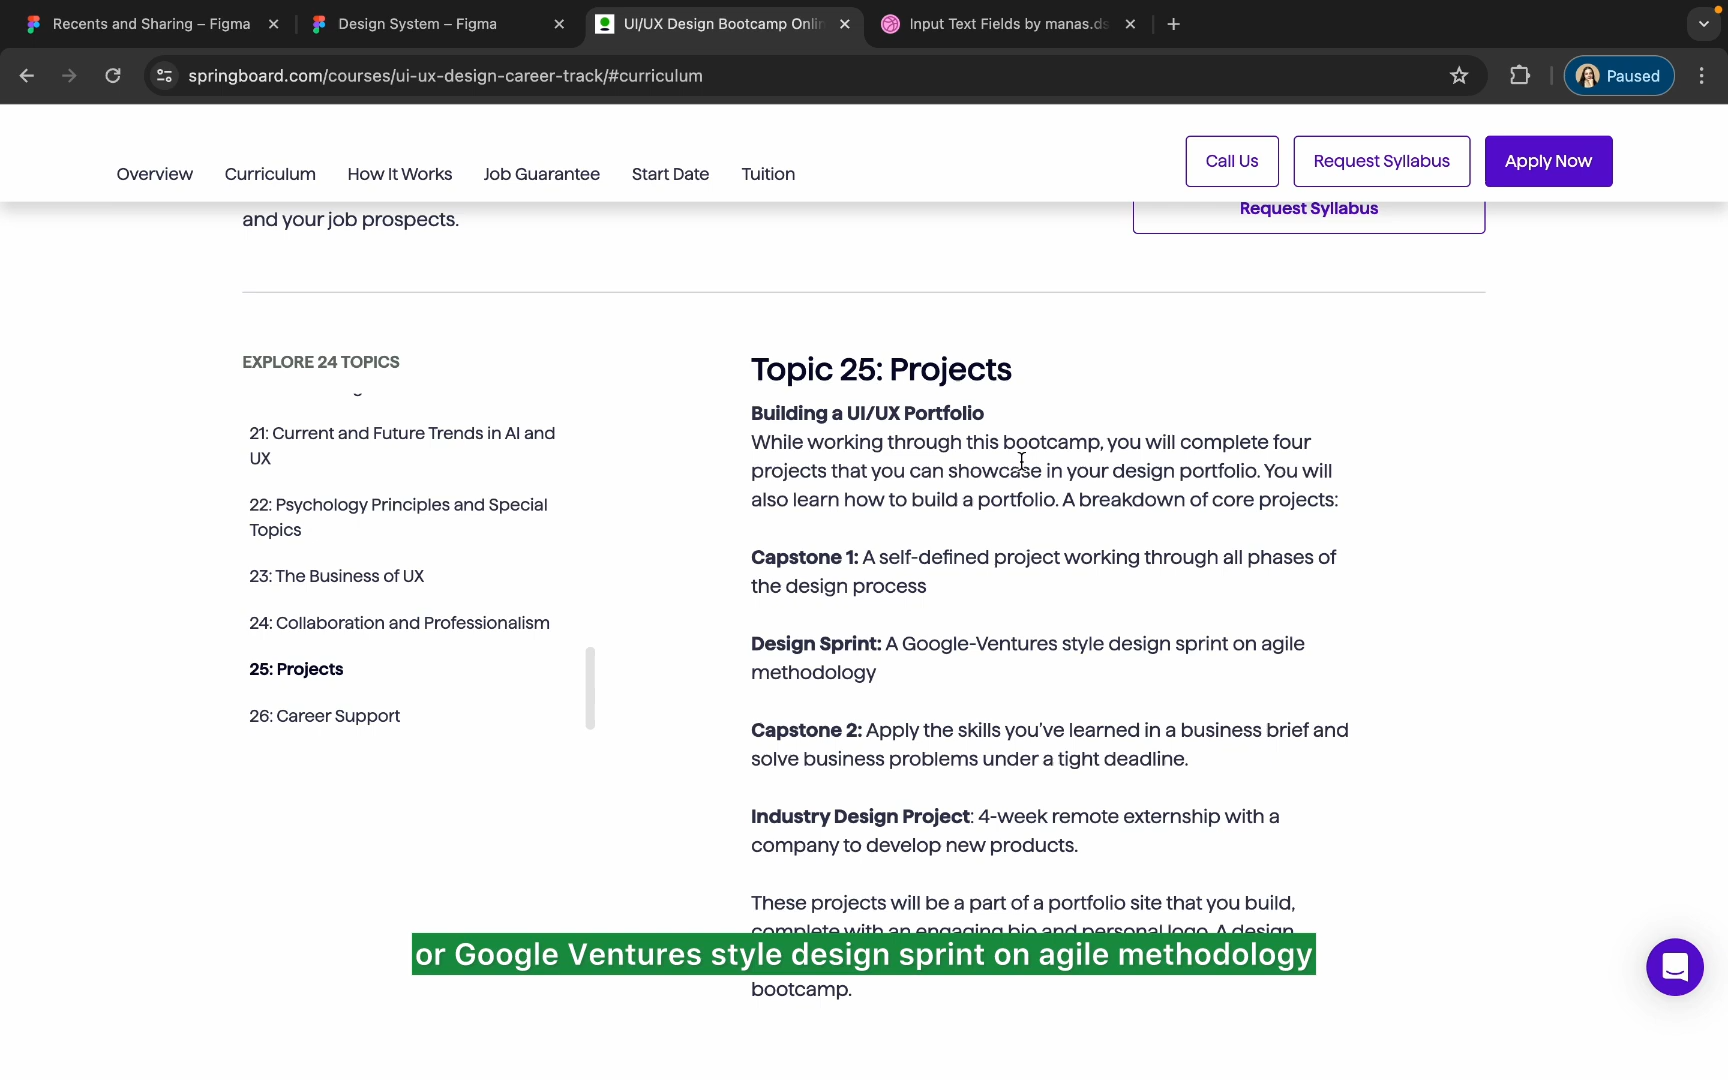 Recents and Sharing – Figma
Design System – Figma
UI/UX Design Bootcamp Onlin
Input Text Fields by manas.ds
springboard.com/courses/ui-ux-design-career-track/#curriculum
Paused
Overview
Curriculum
How It Works
Job Guarantee
Start Date
Tuition
Call Us
Request Syllabus
Apply Now
and your job prospects.
Request Syllabus
EXPLORE 24 TOPICS
21: Current and Future Trends in AI and
UX
22: Psychology Principles and Special
Topics
23: The Business of UX
24: Collaboration and Professionalism
25: Projects
26: Career Support
Topic 25: Projects
Building a UI/UX Portfolio
While working through this bootcamp, you will complete four
projects that you can showcase in your design portfolio. You will
also learn how to build a portfolio. A breakdown of core projects:
Capstone 1: A self-defined project working through all phases of
the design process
Design Sprint: A Google-Ventures style design sprint on agile
methodology
Capstone 2: Apply the skills you've learned in a business brief and
solve business problems under a tight deadline.
Industry Design Project: 4-week remote externship with a
company to develop new products.
These projects will be a part of a portfolio site that you build,
complete with an engaging bio and personal logo. A design
or Google Ventures style design sprint on agile methodology
bootcamp.